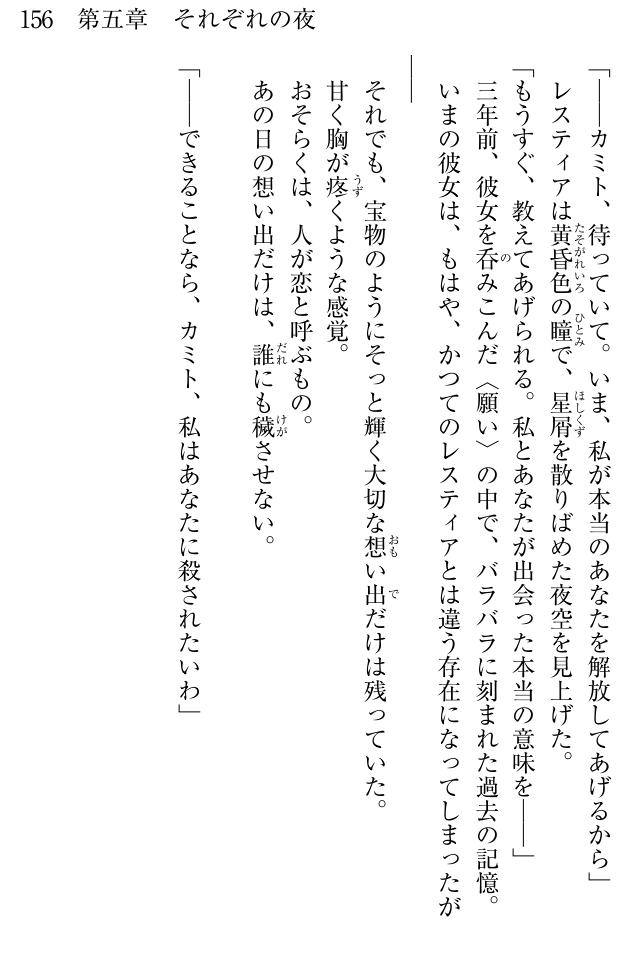 156 第五章 それぞれの夜
「――カミト、待っていて。いま、私が本当のあなたを解放してあげるから」
レスティアは黄昏色の瞳で、星屑を散りばめた夜空を見上げた。
「もうすぐ、教えてあげられる。私とあなたが出会った本当の意味を――」
三年前、彼女を呑みこんだ〈願い〉の中で、バラバラに刻まれた過去の記憶。
いまの彼女は、もはや、かつてのレスティアとは違う存在になってしまったが
――
それでも、宝物のようにそっと輝く大切な想い出だけは残っていた。
甘く胸が疼くような感覚。
おそらくは、人が恋と呼ぶもの。
あの日の想い出だけは、誰にも穢させない。
「――できることなら、カミト、私はあなたに殺されたいわ」